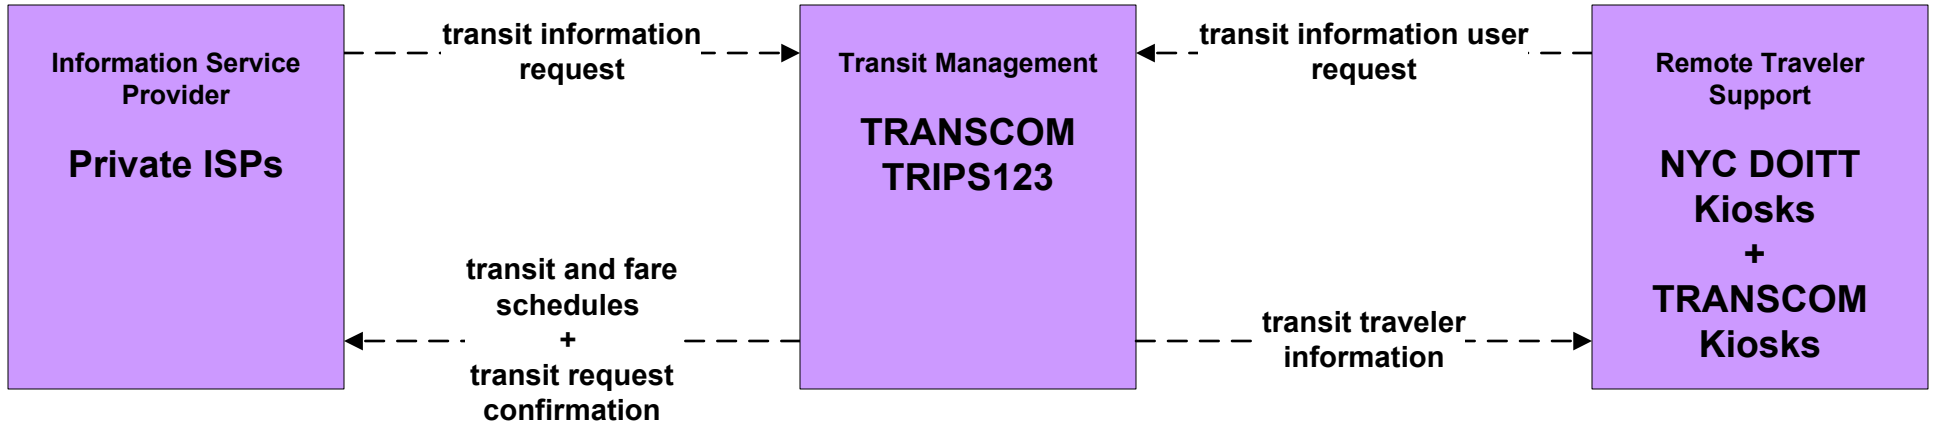 Information Service
Provider
Private ISPs
transit information
request
transit and fare
schedules
+
transit request
confirmation
Transit Management
TRANSCOM
TRIPS123
transit information user
request
transit traveler
information
Remote Traveler
Support
NYC DOITT
Kiosks
+
TRANSCOM
Kiosks